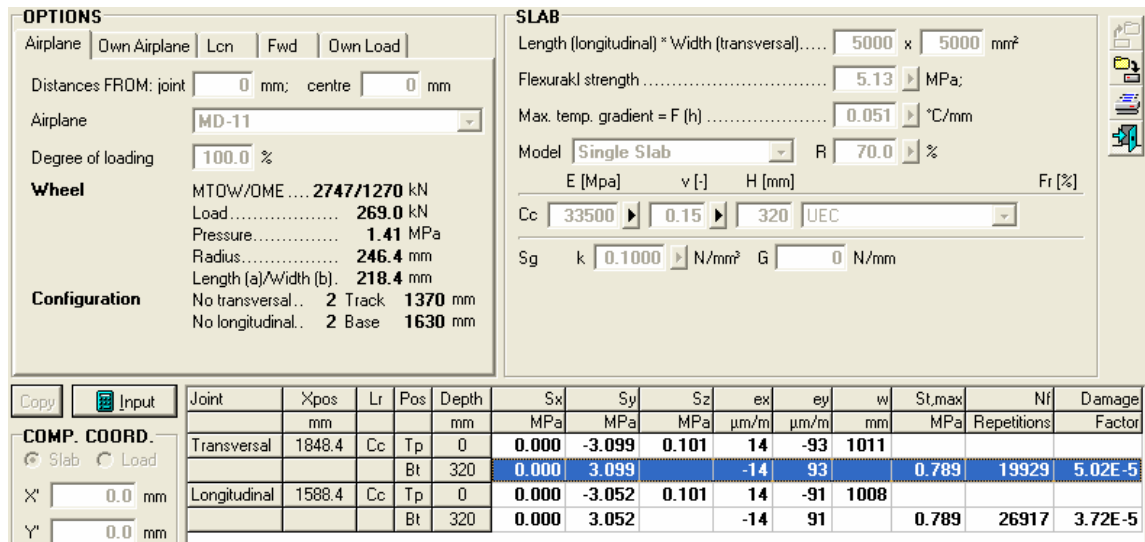 OPTIONS
Airplane Own Airplane Lcn Fwd Own Load
Distances FROM: joint 0 mm; centre 0 mm
Airplane MD-11
Degree of loading 100.0 %
Wheel MTOW/OME .... 2747/1270 kN
Load................... 269.0 kN
Pressure............... 1.41 MPa
Radius................. 246.4 mm
Length (a)/Width (b). 218.4 mm
Configuration No transversal.. 2 Track 1370 mm
No longitudinal.. 2 Base 1630 mm
SLAB
Length (longitudinal) * Width (transversal)..... 5000 x 5000 mm²
Flexurakl strength ................................ 5.13 MPa;
Max. temp. gradient = F (h) ..................... 0.051 °C/mm
Model Single Slab R 70.0 %
E [Mpa] v [-] H [mm] Fr [%]
Cc 33500 0.15 320 UEC
Sg k 0.1000 N/mm³ G 0 N/mm
Copy Input
COMP. COORD.
Slab Load
X' 0.0 mm
Y' 0.0 mm
Joint Xpos Lr Pos Depth Sx Sy Sz ex ey w St,max Nf Damage
mm mm MPa MPa MPa µm/m µm/m mm MPa Repetitions Factor
Transversal 1848.4 Cc Tp 0 0.000 -3.099 0.101 14 -93 1011
Bt 320 0.000 3.099 -14 93 0.789 19929 5.02E-5
Longitudinal 1588.4 Cc Tp 0 0.000 -3.052 0.101 14 -91 1008
Bt 320 0.000 3.052 -14 91 0.789 26917 3.72E-5